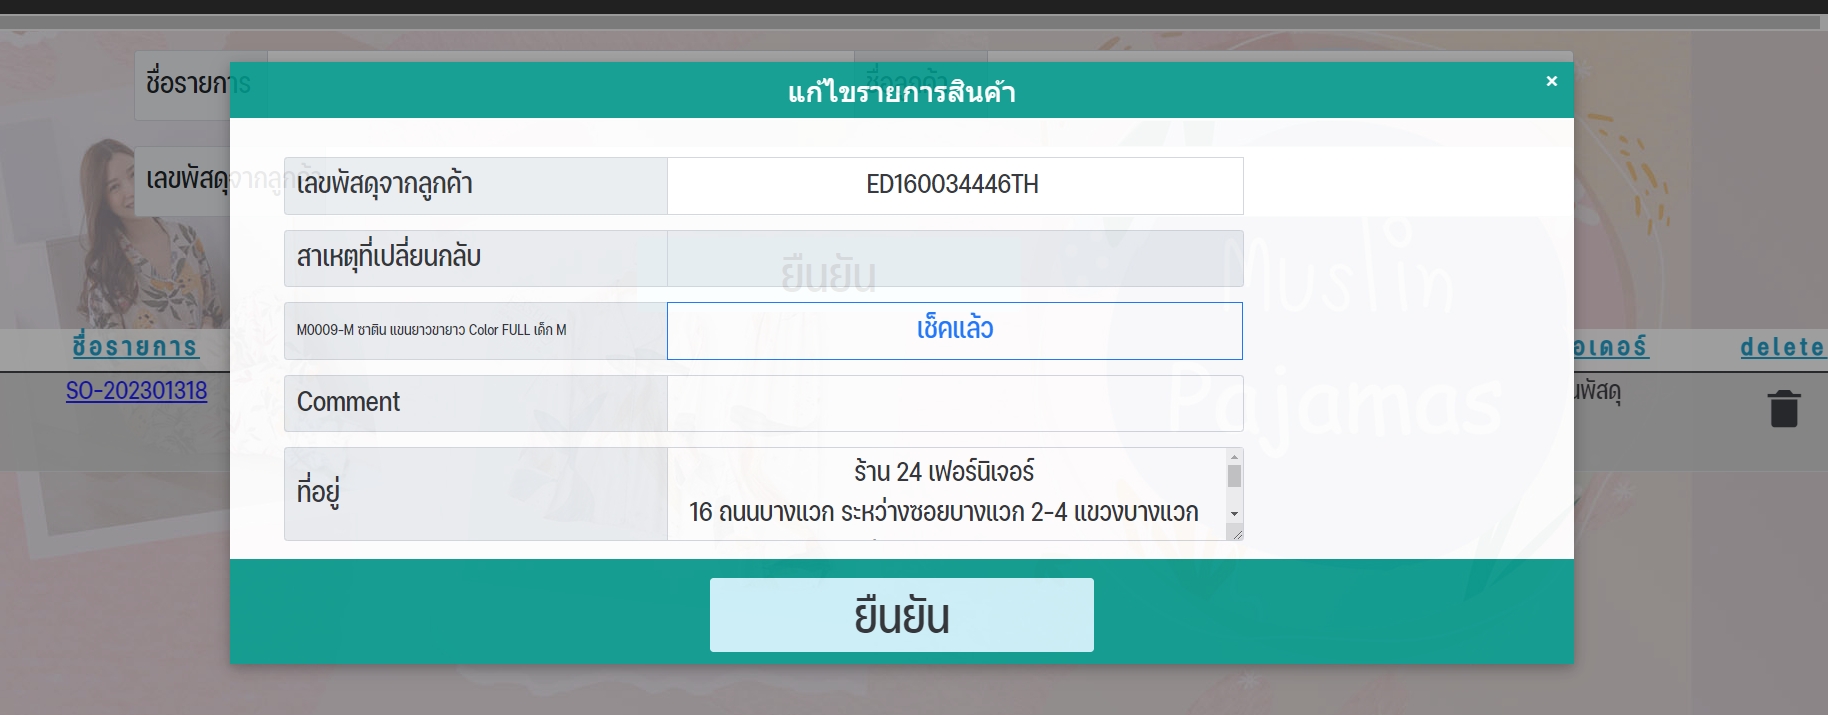 ชื่อรายการ
ชื่อลูกค้า
แก้ไขรายการสินค้า
×
เลขพัสดุจากลูกค้า
เลขพัสดุจากลูกค้า
ED160034446TH
สาเหตุที่เปลี่ยนกลับ
ยืนยัน
Muslin
M0009-M ซาติน แขนยาวขายาว Color FULL เด็ก M
เช็คแล้ว
ชื่อรายการ
อเดอร์
delete
SO-202301318
นพัสดุ
Pajamas
Comment
ที่อยู่
ร้าน 24 เฟอร์นิเจอร์
16 ถนนบางแวก ระหว่างซอยบางแวก 2-4 แขวงบางแวก
ยืนยัน